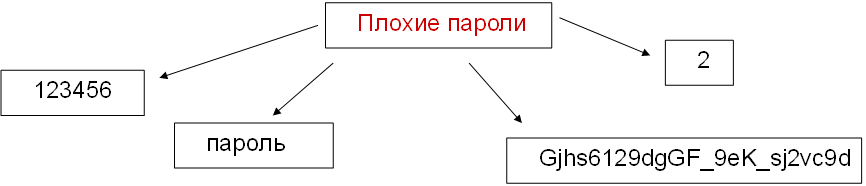 Плохие пароли
2
123456
пароль
Gjhs6129dgGF_9eK_sj2vc9d